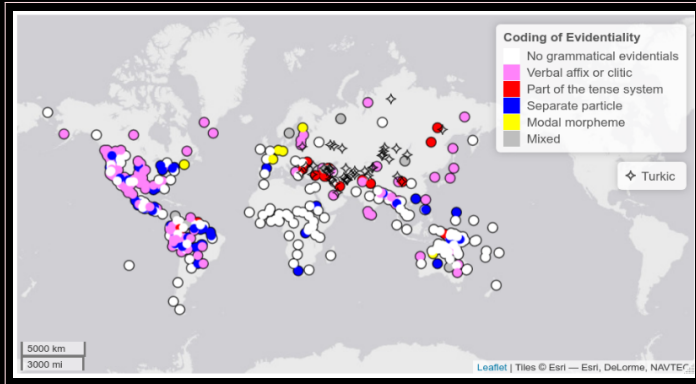 Coding of Evidentiality
No grammatical evidentials
Verbal affix or clitic
Part of the tense system
Separate particle
Modal morpheme
Mixed
Turkic
5000 km
3000 mi
Leaflet | Tiles © Esri — Esri, DeLorme, NAVTEQ